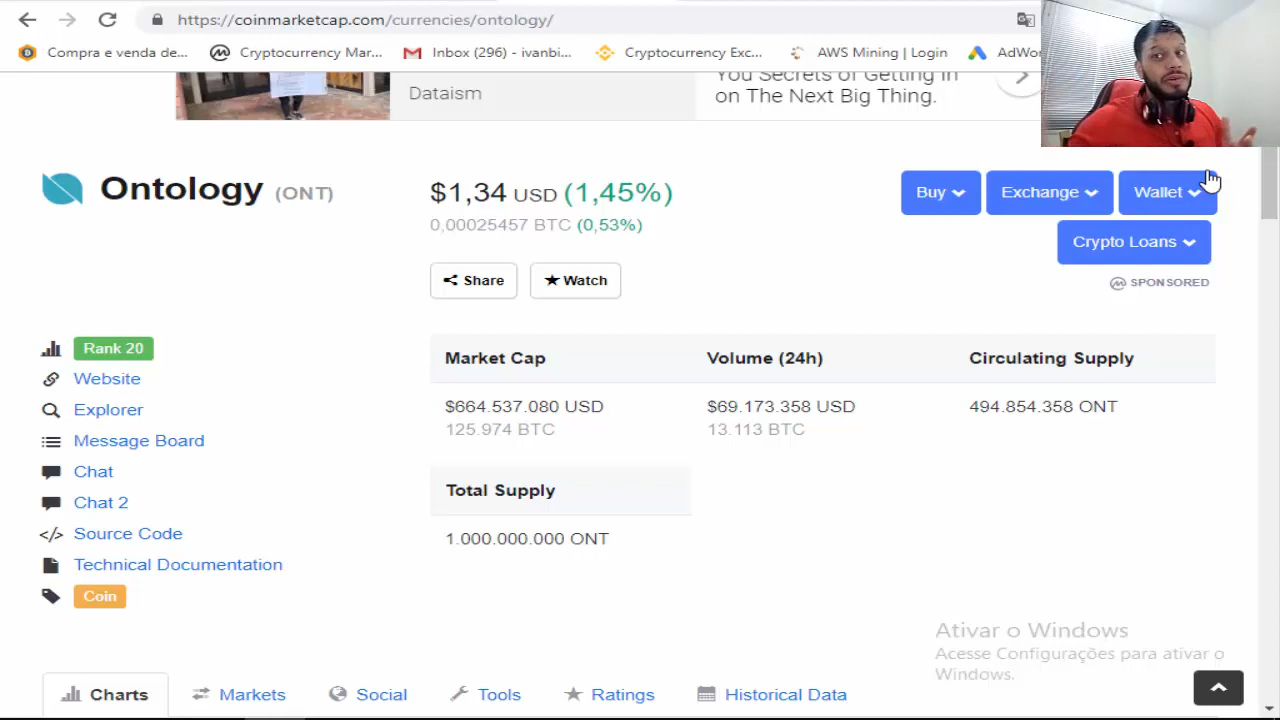 https://coinmarketcap.com/currencies/ontology/
Compra e venda de... Cryptocurrency Mar... Inbox (296) - ivanbi... Cryptocurrency Exc... AWS Mining | Login AdWo
Dataism
You Secrets of Getting In
on The Next Big Thing.
Ontology (ONT)
$1,34 USD (1,45%)
0,00025457 BTC (0,53%)
Buy Exchange Wallet
Crypto Loans
SPONSORED
Share Watch
Rank 20
Website
Explorer
Message Board
Chat
Chat 2
Source Code
Technical Documentation
Coin
Market Cap Volume (24h) Circulating Supply
$664.537.080 USD $69.173.358 USD 494.854.358 ONT
125.974 BTC 13.113 BTC
Total Supply
1.000.000.000 ONT
Ativar o Windows
Acesse Configurações para ativar o
Windows.
Charts Markets Social Tools Ratings Historical Data